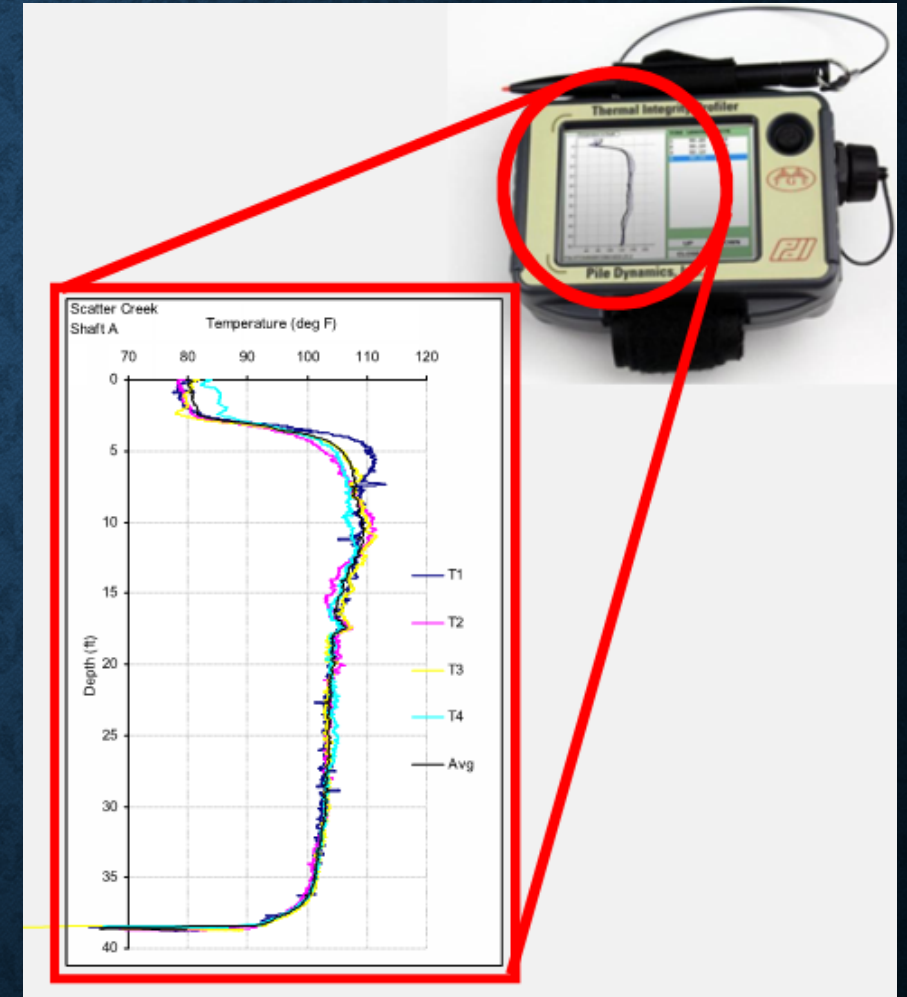 Thermal Integrity Profiler
Pile Dynamics, I
PDI
Scatter Creek
Shaft A
Temperature (deg F)
70 80 90 100 110 120
0
5
10
15
20
25
30
35
40
Depth (ft)
T1
T2
T3
T4
Avg